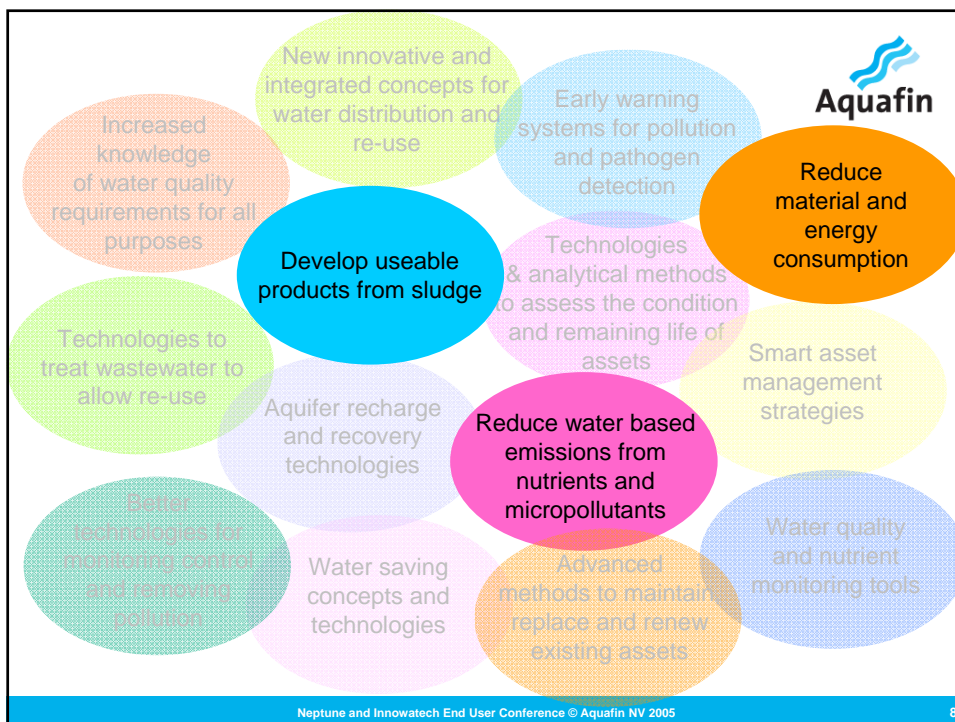 New innovative and
integrated concepts for
water distribution and
re-use
Aquafin
Early warning
systems for pollution
and pathogen
detection
Increased
knowledge
of water quality
requirements for all
purposes
Reduce
material and
energy
consumption
Develop useable
products from sludge
Technologies
& analytical methods
to assess the condition
and remaining life of
assets
Technologies to
treat wastewater to
allow re-use
Smart asset
management
strategies
Aquifer recharge
and recovery
technologies
Reduce water based
emissions from
nutrients and
micropollutants
Better
technologies for
monitoring control
and removing
pollution
Water saving
concepts and
technologies
Advanced
methods to maintain
replace and renew
existing assets
Water quality
and nutrient
monitoring tools
Neptune and Innowatech End User Conference © Aquafin NV 2005
8